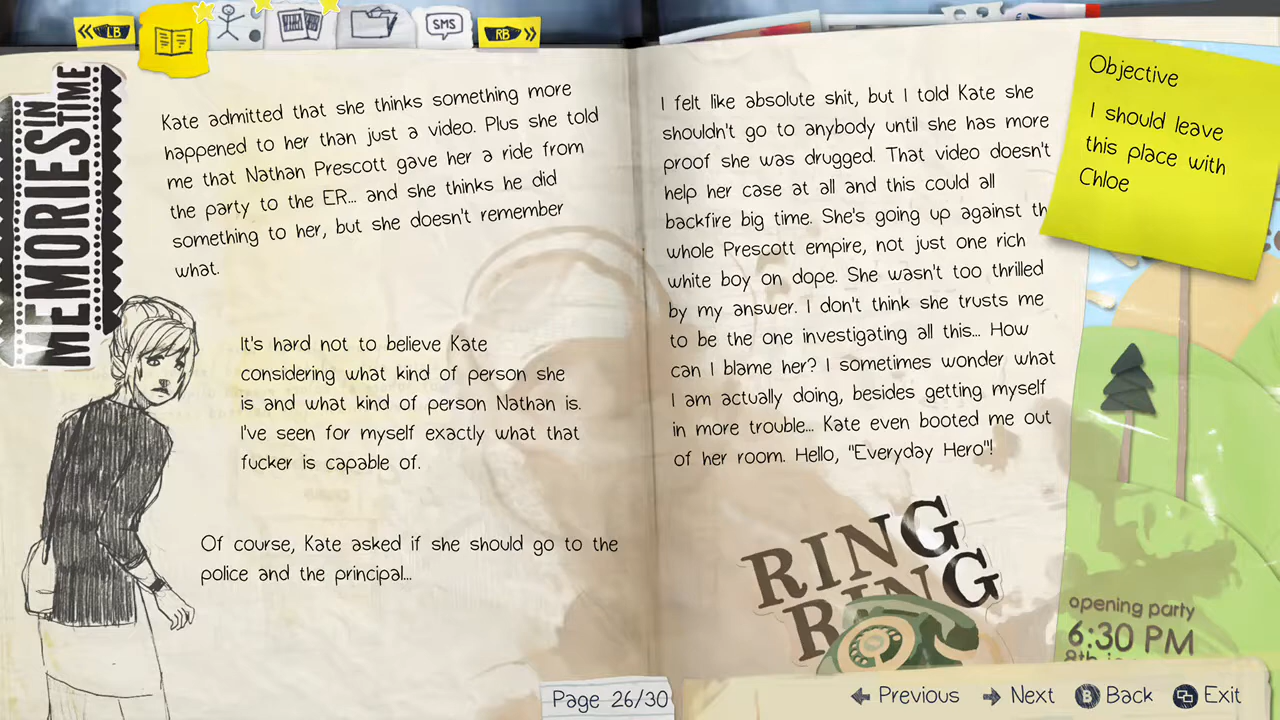 LB
SMS
RB
MEMORIES IN TIME
Kate admitted that she thinks something more
happened to her than just a video. Plus she told
me that Nathan Prescott gave her a ride from
the party to the ER... and she thinks he did
something to her, but she doesn't remember
what.
It's hard not to believe Kate
considering what kind of person she
is and what kind of person Nathan is.
I've seen for myself exactly what that
fucker is capable of.
Of course, Kate asked if she should go to the
police and the principal...
I felt like absolute shit, but I told Kate she
shouldn't go to anybody until she has more
proof she was drugged. That video doesn't
help her case at all and this could all
backfire big time. She's going up against th
whole Prescott empire, not just one rich
white boy on dope. She wasn't too thrilled
by my answer. I don't think she trusts me
to be the one investigating all this... How
can I blame her? I sometimes wonder what
I am actually doing, besides getting myself
in more trouble... Kate even booted me out
of her room. Hello, "Everyday Hero"!
RING
RING
Objective
I should leave
this place with
Chloe
opening party
6:30 PM
Page 26/30
Previous
Next
B Back
Exit